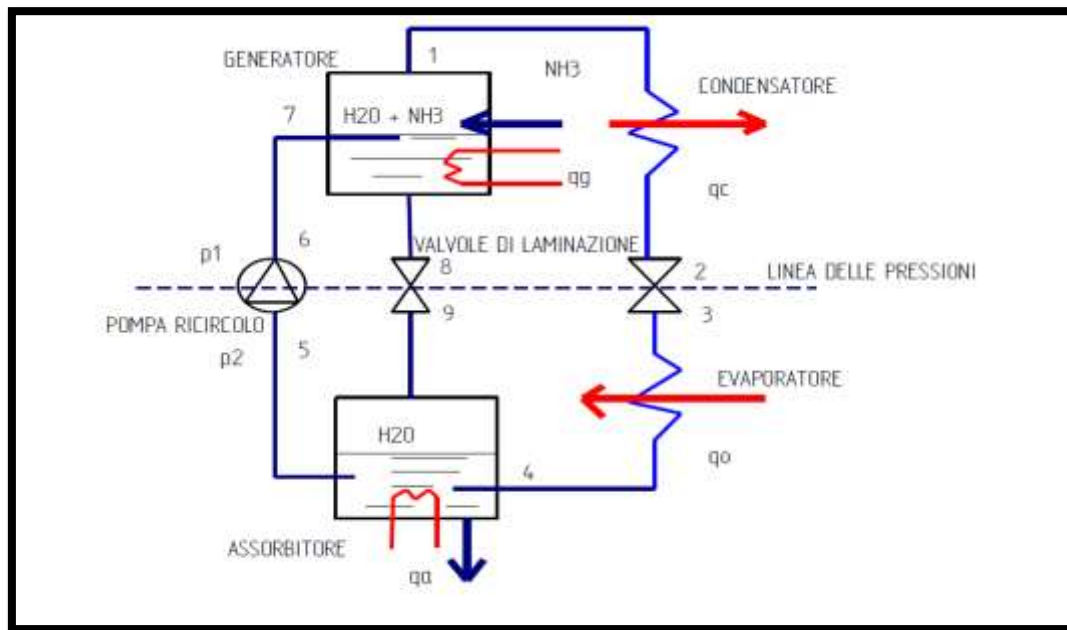 GENERATORE
1
NH3
CONDENSATORE
7
H2O + NH3
qg
qc
p1
6
VALVOLE DI LAMINAZIONE
8
2
LINEA DELLE PRESSIONI
POMPA RICIRCOLO
9
3
p2
5
EVAPORATORE
H2O
4
qo
ASSORBITORE
qa